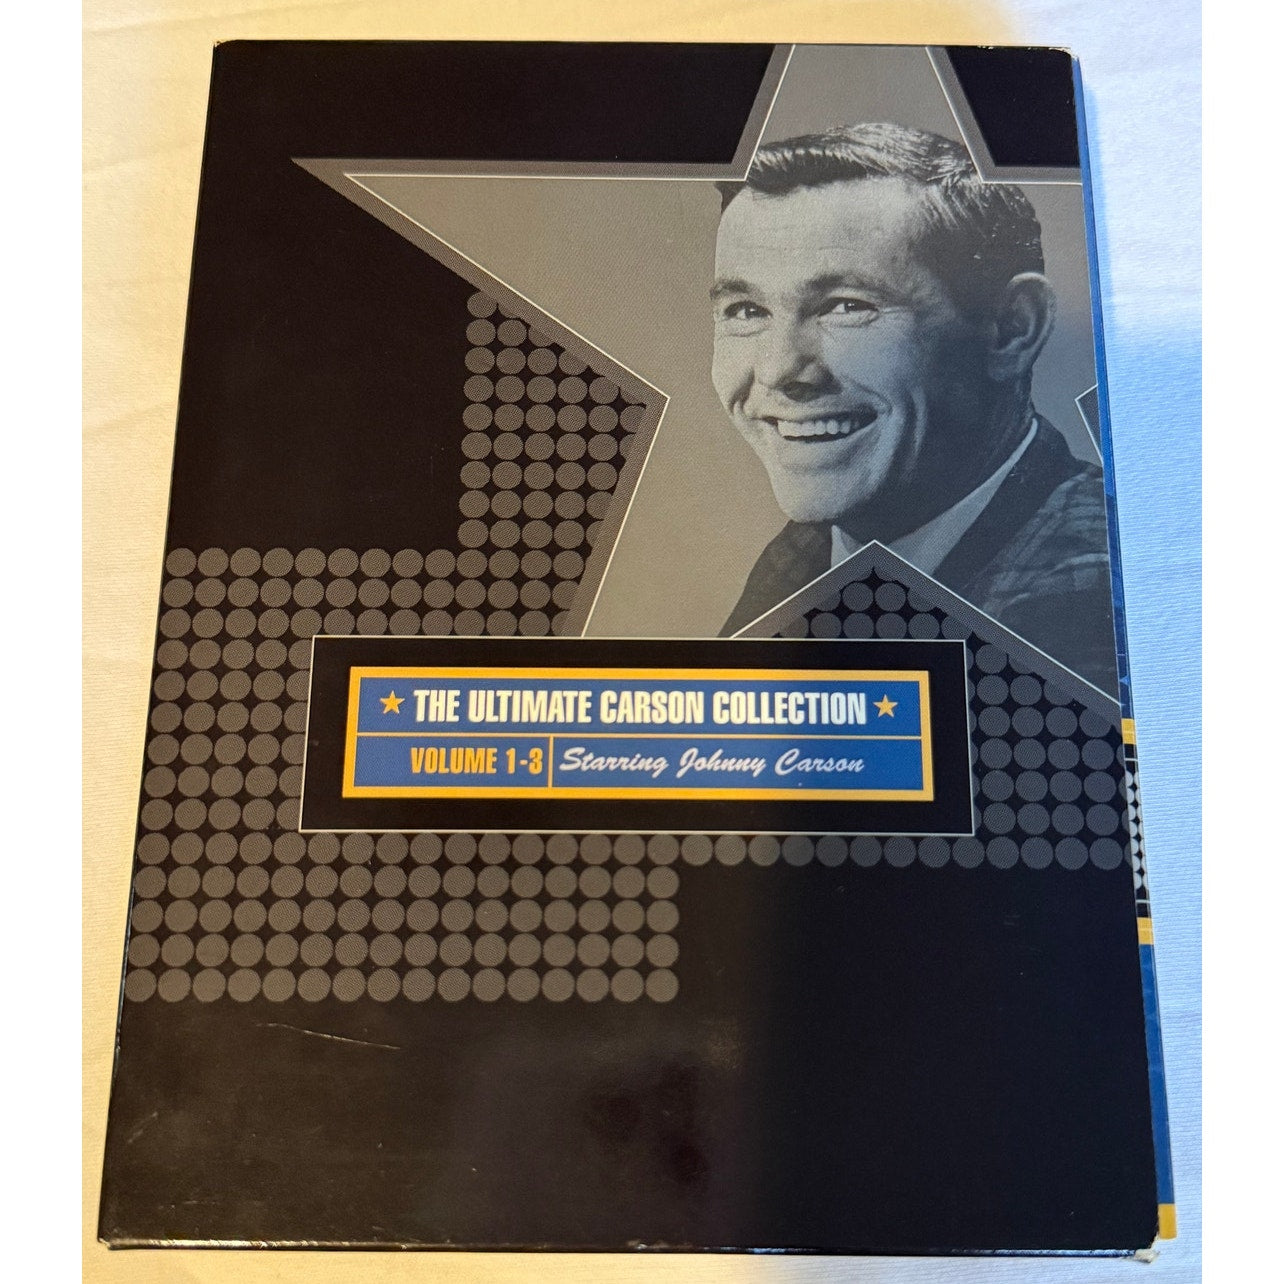 THE ULTIMATE CARSON COLLECTION
VOLUME 1-3 Starring Johnny Carson